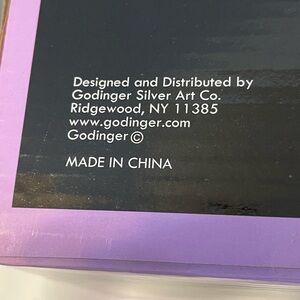 Designed and Distributed by
Godinger Silver Art Co.
Ridgewood, NY 11385
www.godinger.com
Godinger ©
MADE IN CHINA